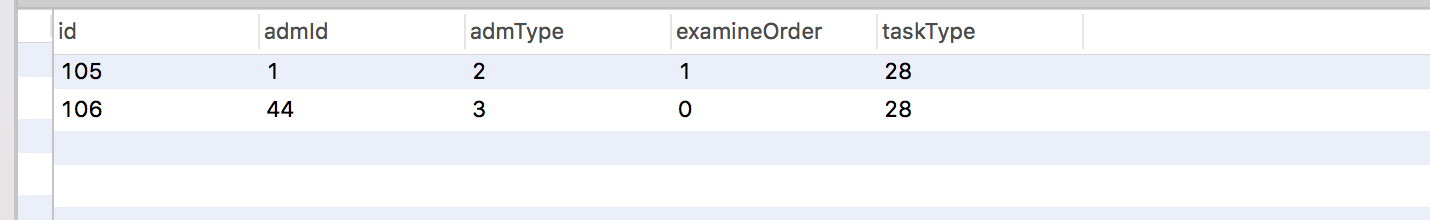 id admId admType examineOrder taskType
105 1 2 1 28
106 44 3 0 28